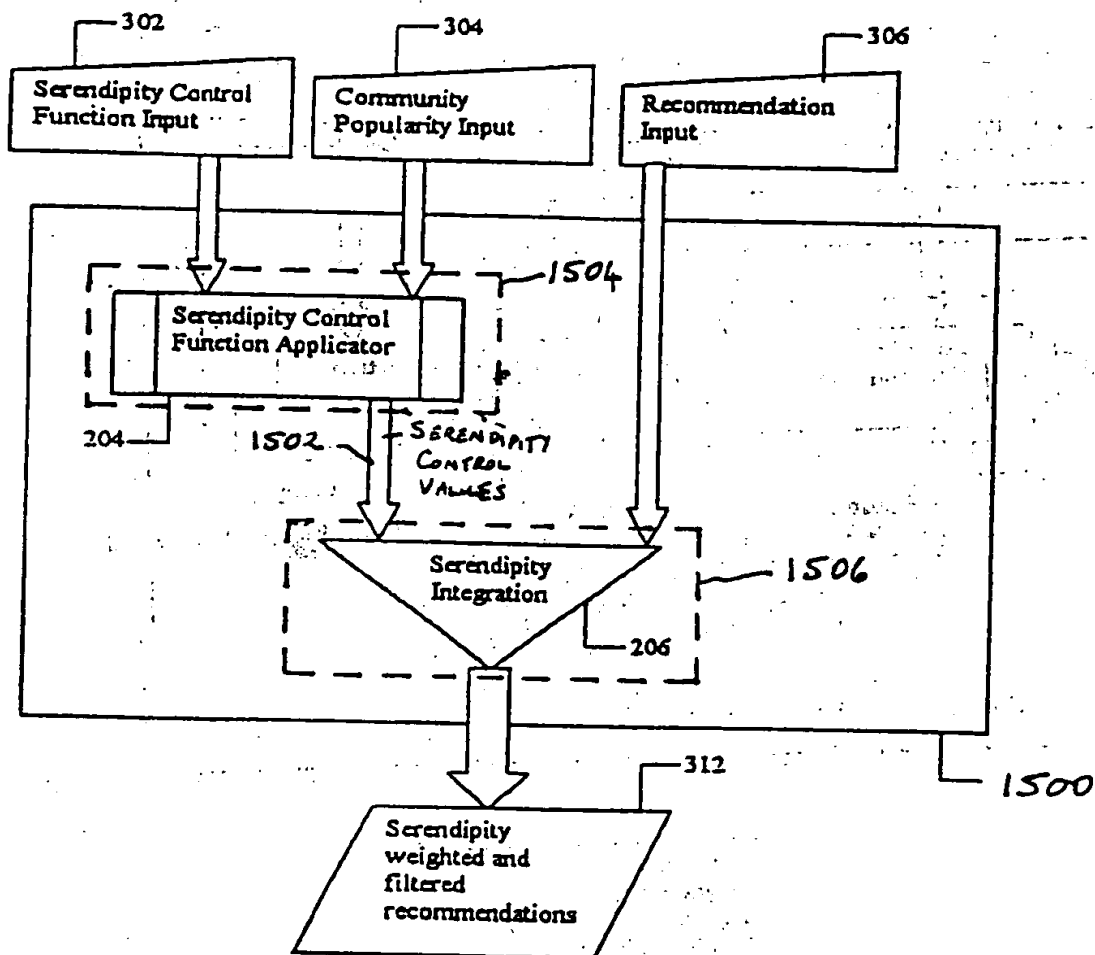 302
304
306
Serendipity Control
Function Input
Community
Popularity Input
Recommendation
Input
1504
Serendipity Control
Function Applicator
204
1502
SERENDIPITY
CONTROL
VALUES
Serendipity
Integration
1506
206
1500
312
Serendipity
weighted and
filtered
recommendations